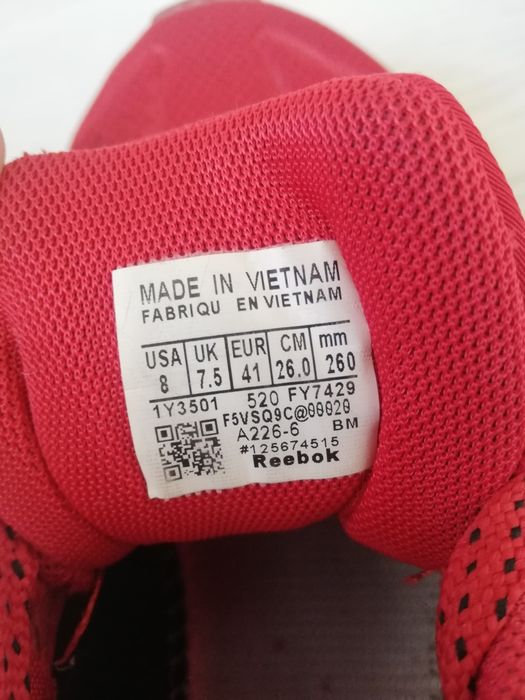 MADE IN VIETNAM
FABRIQU EN VIETNAM
USA UK EUR CM mm
8 7.5 41 26.0 260
1Y3501 520 FY7429
F5VSQ9C@00020
A226-6 BM
#125674515
Reebok